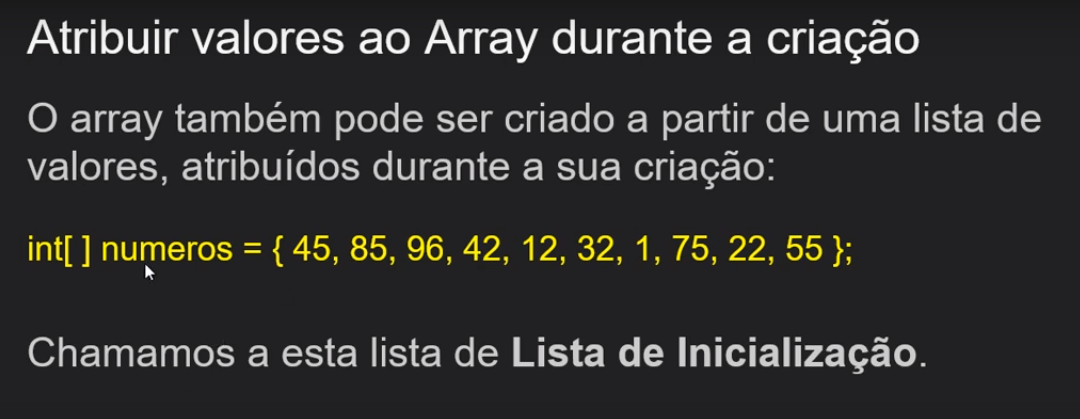 Atribuir valores ao Array durante a criação
O array também pode ser criado a partir de uma lista de
valores, atribuídos durante a sua criação:
int[ ] numeros = { 45, 85, 96, 42, 12, 32, 1, 75, 22, 55 };
Chamamos a esta lista de Lista de Inicialização.